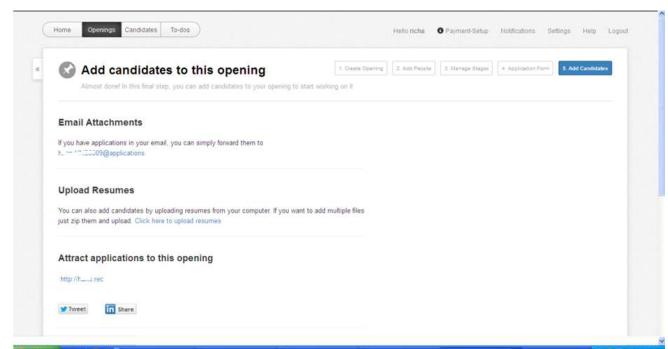 Home Openings Candidates To-dos
Hello richa Payment-Setup Notifications Settings Help Logout
Add candidates to this opening
1. Create Opening 2. Add People 3. Manage Stages 4. Application Form 5. Add Candidates
Almost done! In this final step, you can add candidates to your opening to start working on it
Email Attachments
If you have applications in your email, you can simply forward them to
@applications
Upload Resumes
You can also add candidates by uploading resumes from your computer. If you want to add multiple files
just zip them and upload. Click here to upload resumes
Attract applications to this opening
Tweet Share